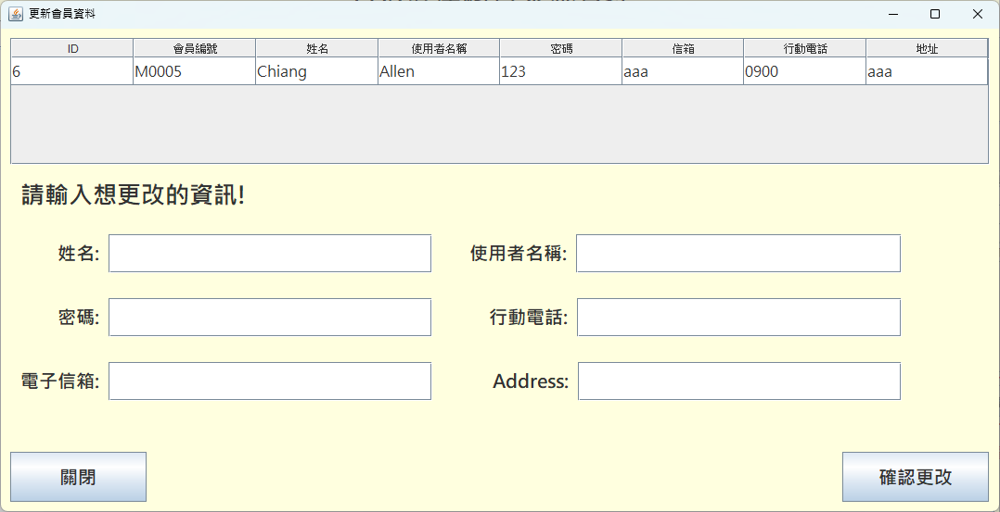 更新會員資料
ID 會員編號 姓名 使用者名稱 密碼 信箱 行動電話 地址
6 M0005 Chiang Allen 123 aaa 0900 aaa
請輸入想更改的資訊!
姓名: 使用者名稱:
密碼: 行動電話:
電子信箱: Address:
關閉 確認更改